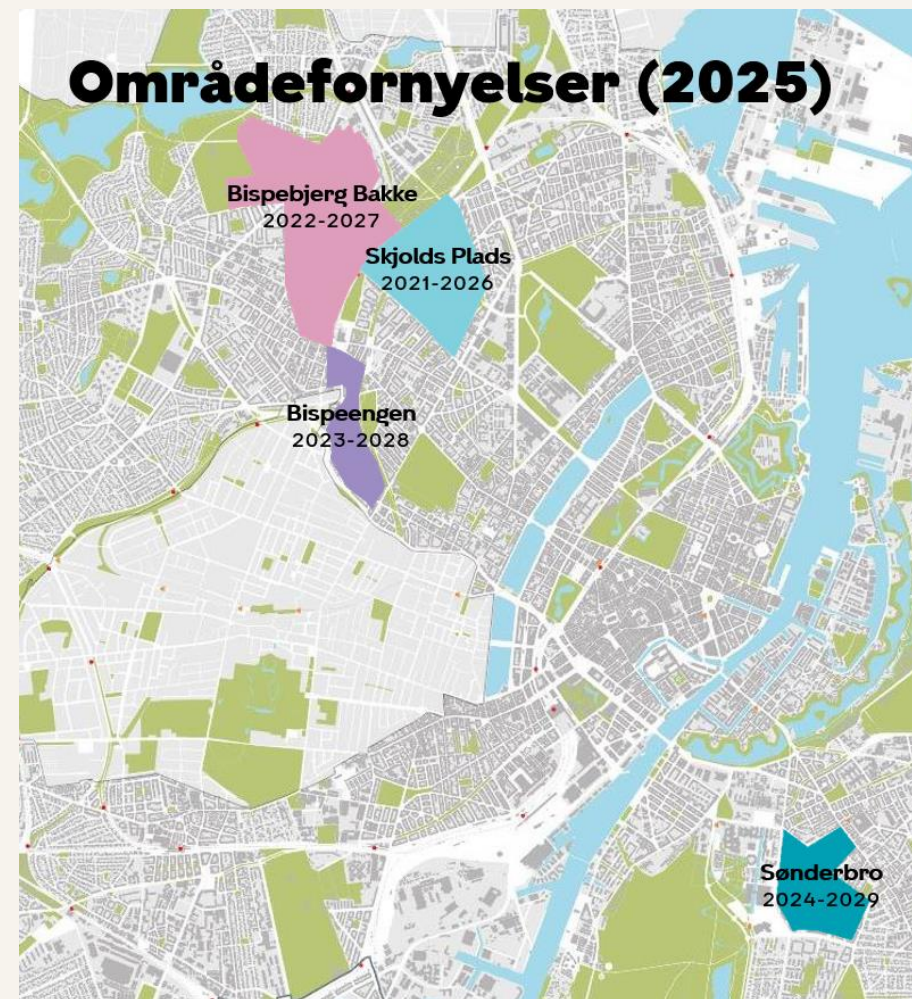 Områdefornyelser (2025)
Bispebjerg Bakke
2022-2027
Skjolds Plads
2021-2026
Bispeengen
2023-2028
Sønderbro
2024-2029